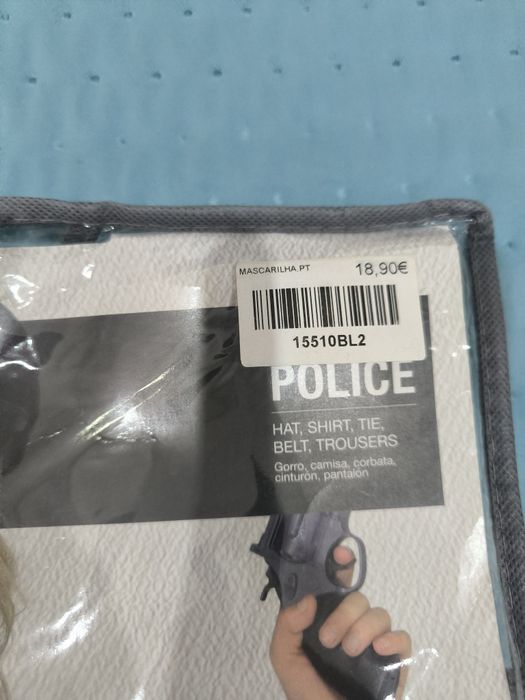 MASCARILHA.PT 18,90€
15510BL2
POLICE
HAT, SHIRT, TIE,
BELT, TROUSERS
Gorro, camisa, corbata,
cinturón, pantalón